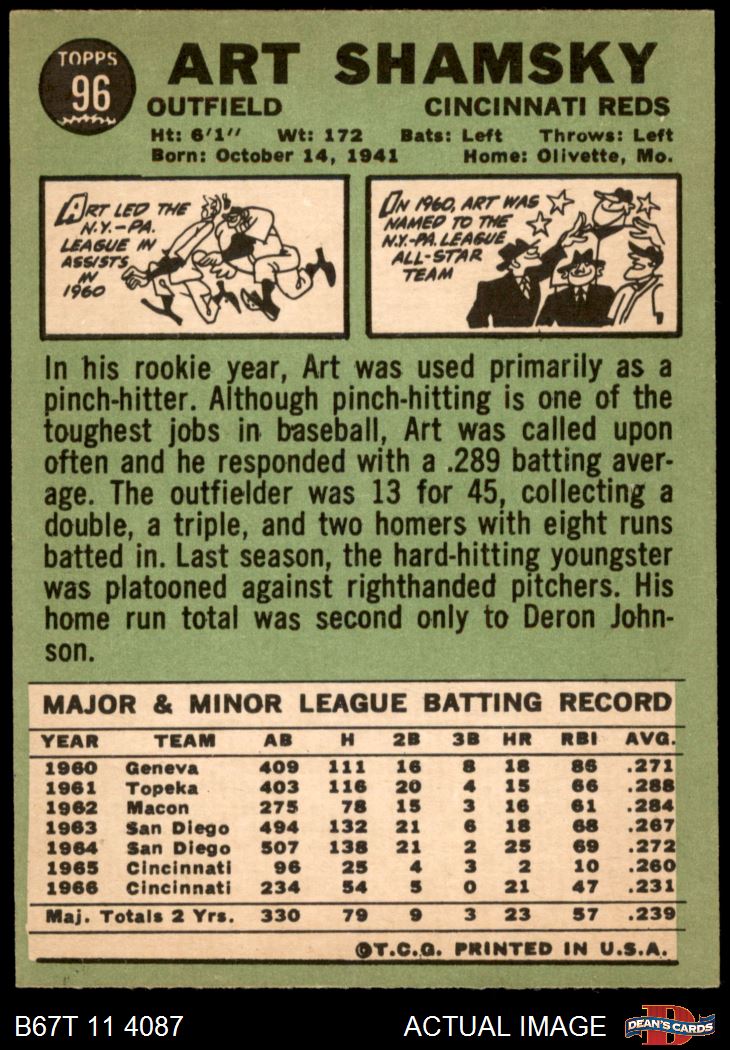 TOPPS
96
ART SHAMSKY
OUTFIELD CINCINNATI REDS
Ht: 6'1" Wt: 172 Bats: Left Throws: Left
Born: October 14, 1941 Home: Olivette, Mo.
ART LED THE
N.Y.-PA.
LEAGUE IN
ASSISTS
IN
1960
IN 1960, ART WAS
NAMED TO THE
N.Y.-PA. LEAGUE
ALL-STAR
TEAM
In his rookie year, Art was used primarily as a
pinch-hitter. Although pinch-hitting is one of the
toughest jobs in baseball, Art was called upon
often and he responded with a .289 batting aver-
age. The outfielder was 13 for 45, collecting a
double, a triple, and two homers with eight runs
batted in. Last season, the hard-hitting youngster
was platooned against righthanded pitchers. His
home run total was second only to Deron John-
son.
MAJOR & MINOR LEAGUE BATTING RECORD
YEAR TEAM AB H 2B 3B HR RBI AVG.
1960 Geneva 409 111 16 8 18 86 .271
1961 Topeka 403 116 20 4 15 66 .288
1962 Macon 275 78 15 3 16 61 .284
1963 San Diego 494 132 21 6 18 68 .267
1964 San Diego 507 138 21 2 25 69 .272
1965 Cincinnati 96 25 4 3 2 10 .260
1966 Cincinnati 234 54 5 0 21 47 .231
Maj. Totals 2 Yrs. 330 79 9 3 23 57 .239
©T.C.G. PRINTED IN U.S.A.
B67T 11 4087 ACTUAL IMAGE
D
DEAN'S CARDS